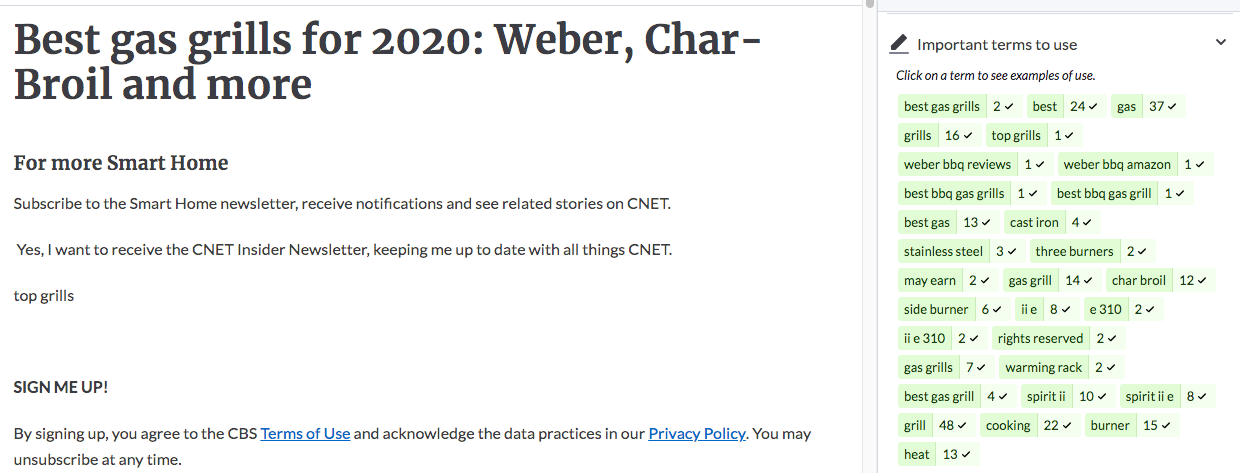 Best gas grills for 2020: Weber, Char-
Broil and more
For more Smart Home
Subscribe to the Smart Home newsletter, receive notifications and see related stories on CNET.
Yes, I want to receive the CNET Insider Newsletter, keeping me up to date with all things CNET.
top grills
SIGN ME UP!
By signing up, you agree to the CBS Terms of Use and acknowledge the data practices in our Privacy Policy. You may
unsubscribe at any time.
Important terms to use
Click on a term to see examples of use.
best gas grills 2 ✓ best 24 ✓ gas 37 ✓
grills 16 ✓ top grills 1 ✓
weber bbq reviews 1 ✓ weber bbq amazon 1 ✓
best bbq gas grills 1 ✓ best bbq gas grill 1 ✓
best gas 13 ✓ cast iron 4 ✓
stainless steel 3 ✓ three burners 2 ✓
may earn 2 ✓ gas grill 14 ✓ char broil 12 ✓
side burner 6 ✓ ii e 8 ✓ e 310 2 ✓
ii e 310 2 ✓ rights reserved 2 ✓
gas grills 7 ✓ warming rack 2 ✓
best gas grill 4 ✓ spirit ii 10 ✓ spirit ii e 8 ✓
grill 48 ✓ cooking 22 ✓ burner 15 ✓
heat 13 ✓